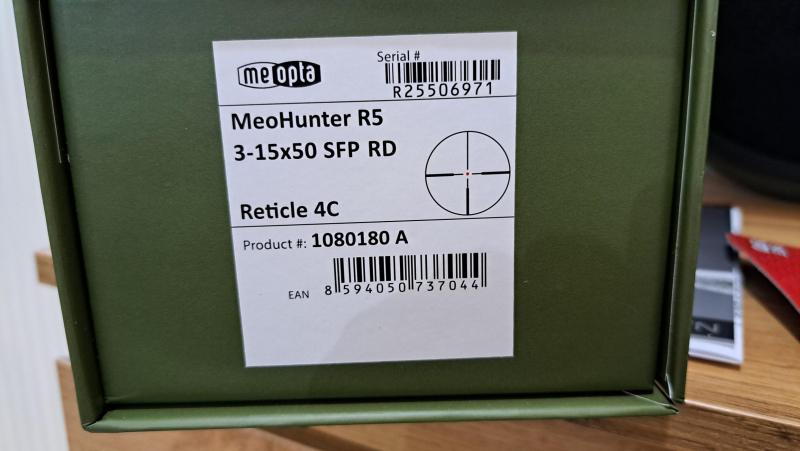 meopta
Serial #
R25506971
MeoHunter R5
3-15x50 SFP RD
Reticle 4C
Product #: 1080180 A
EAN 8 594050 737044